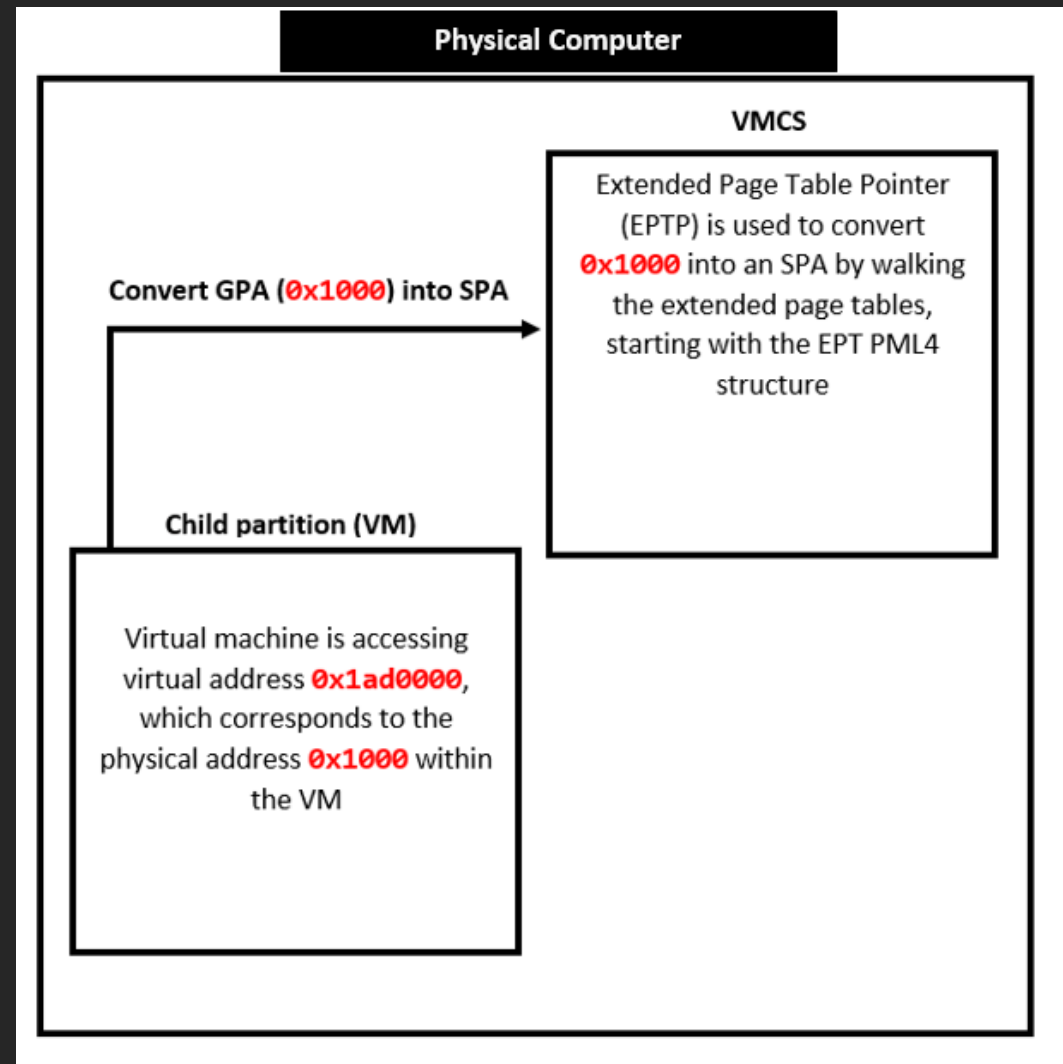 Physical Computer
VMCS
Extended Page Table Pointer
(EPTP) is used to convert
0x1000 into an SPA by walking
the extended page tables,
starting with the EPT PML4
structure
Convert GPA (0x1000) into SPA
Child partition (VM)
Virtual machine is accessing
virtual address 0x1ad0000,
which corresponds to the
physical address 0x1000 within
the VM